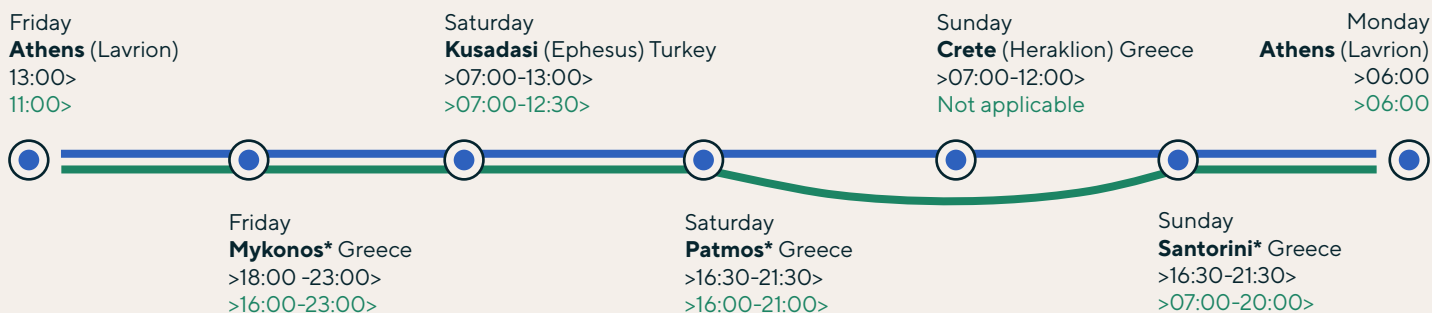 Friday
Athens (Lavrion)
13:00>
11:00>
Saturday
Kusadasi (Ephesus) Turkey
>07:00-13:00>
>07:00-12:30>
Sunday
Crete (Heraklion) Greece
>07:00-12:00>
Not applicable
Monday
Athens (Lavrion)
>06:00
>06:00
Friday
Mykonos* Greece
>18:00 -23:00>
>16:00-23:00>
Saturday
Patmos* Greece
>16:30-21:30>
>16:00-21:00>
Sunday
Santorini* Greece
>16:30-21:30>
>07:00-20:00>